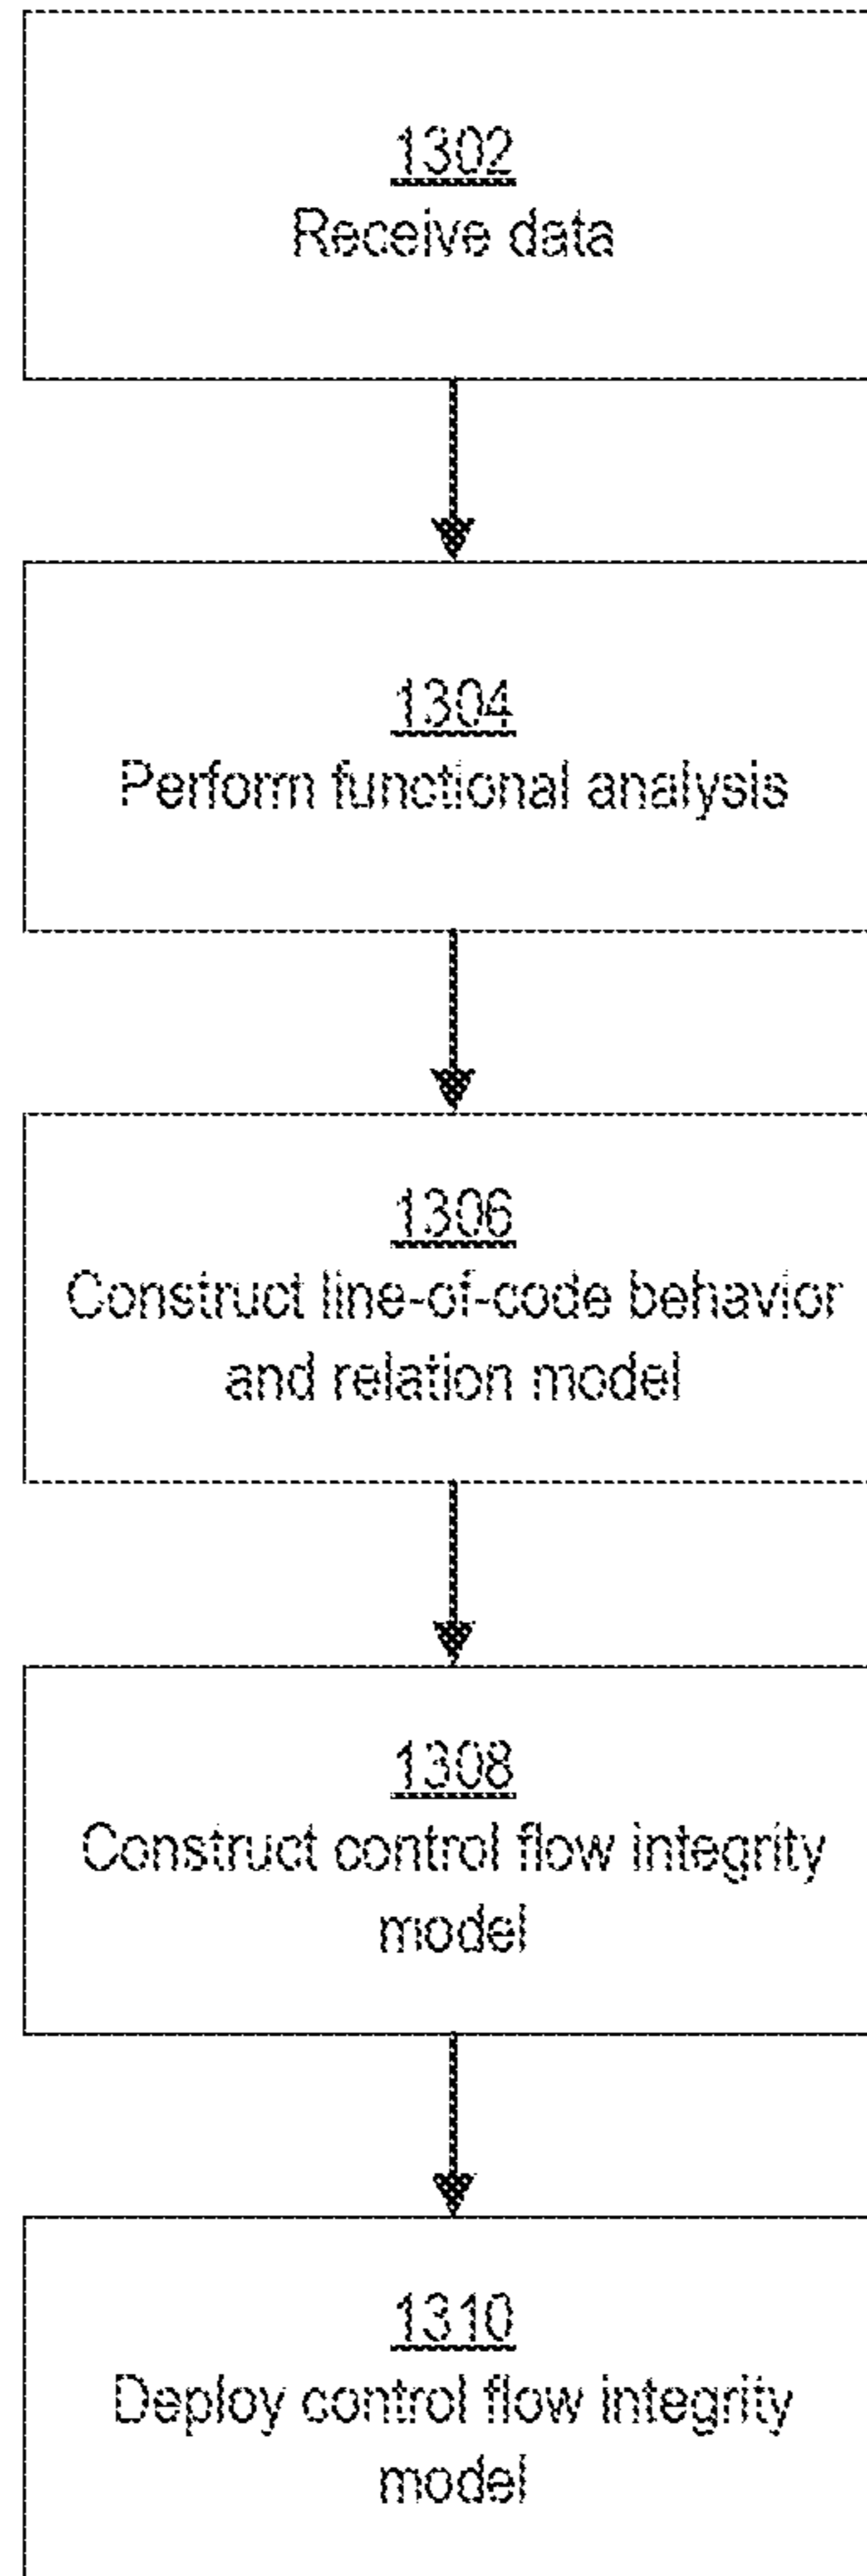 1302
Receive data
1304
Perform functional analysis
1306
Construct line-of-code behavior
and relation model
1308
Construct control flow integrity
model
1310
Deploy control flow integrity
model